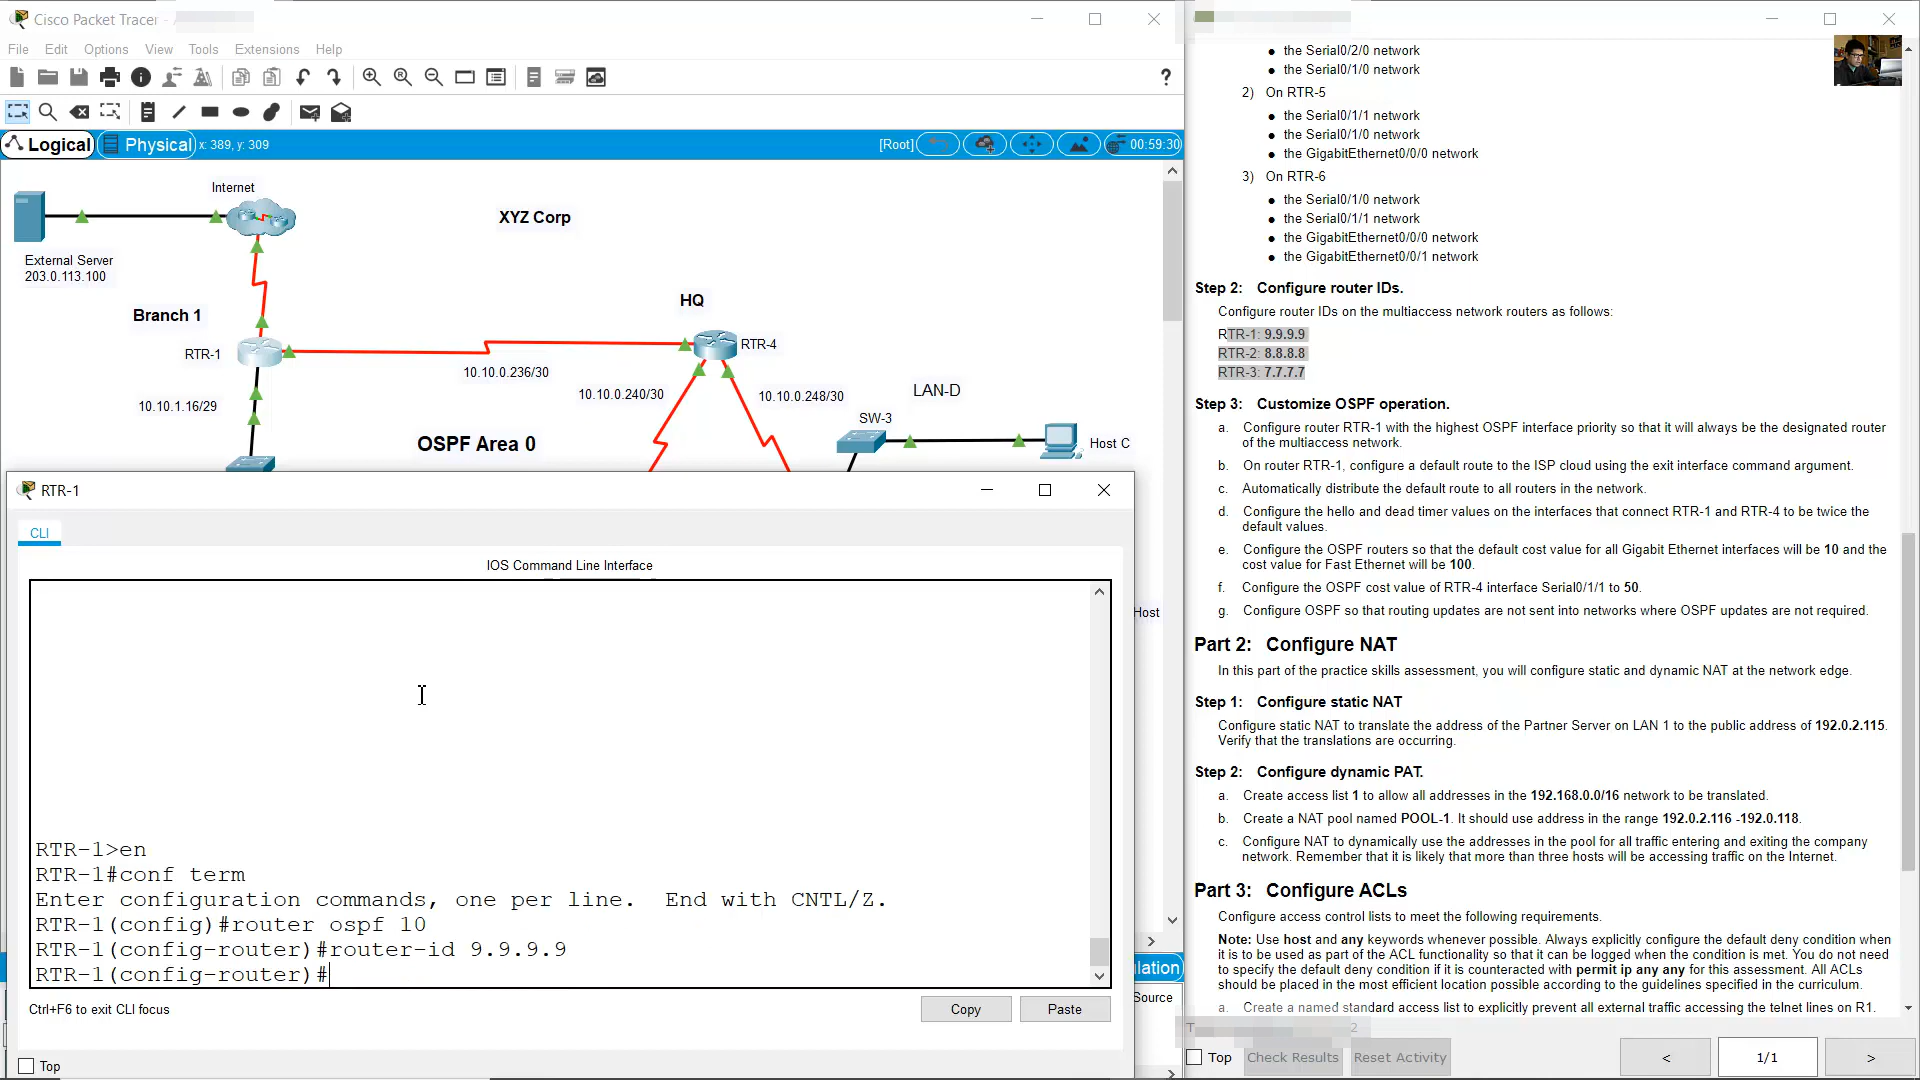 Cisco Packet Tracer -
File Edit Options View Tools Extensions Help
?
Logical Physical x: 389, y: 309 [Root] 00:59:30
Internet
XYZ Corp
External Server
203.0.113.100
HQ
Branch 1
RTR-1
RTR-4
10.10.0.236/30
10.10.0.240/30 10.10.0.248/30
LAN-D
10.10.1.16/29
SW-3
OSPF Area 0
Host C
RTR-1
CLI
IOS Command Line Interface
Host
RTR-1>en
RTR-1#conf term
Enter configuration commands, one per line.  End with CNTL/Z.
RTR-1(config)#router ospf 10
RTR-1(config-router)#router-id 9.9.9.9
RTR-1(config-router)#
Ctrl+F6 to exit CLI focus
Copy Paste
Top
Source
● the Serial0/2/0 network
● the Serial0/1/0 network
2) On RTR-5
● the Serial0/1/1 network
● the Serial0/1/0 network
● the GigabitEthernet0/0/0 network
3) On RTR-6
● the Serial0/1/0 network
● the Serial0/1/1 network
● the GigabitEthernet0/0/0 network
● the GigabitEthernet0/0/1 network
Step 2: Configure router IDs.
Configure router IDs on the multiaccess network routers as follows:
RTR-1: 9.9.9.9
RTR-2: 8.8.8.8
RTR-3: 7.7.7.7
Step 3: Customize OSPF operation.
a. Configure router RTR-1 with the highest OSPF interface priority so that it will always be the designated router
of the multiaccess network.
b. On router RTR-1, configure a default route to the ISP cloud using the exit interface command argument.
c. Automatically distribute the default route to all routers in the network.
d. Configure the hello and dead timer values on the interfaces that connect RTR-1 and RTR-4 to be twice the
default values.
e. Configure the OSPF routers so that the default cost value for all Gigabit Ethernet interfaces will be 10 and the
cost value for Fast Ethernet will be 100.
f. Configure the OSPF cost value of RTR-4 interface Serial0/1/1 to 50.
g. Configure OSPF so that routing updates are not sent into networks where OSPF updates are not required.
Part 2: Configure NAT
In this part of the practice skills assessment, you will configure static and dynamic NAT at the network edge.
Step 1: Configure static NAT
Configure static NAT to translate the address of the Partner Server on LAN 1 to the public address of 192.0.2.115.
Verify that the translations are occurring.
Step 2: Configure dynamic PAT.
a. Create access list 1 to allow all addresses in the 192.168.0.0/16 network to be translated.
b. Create a NAT pool named POOL-1. It should use address in the range 192.0.2.116 -192.0.118.
c. Configure NAT to dynamically use the addresses in the pool for all traffic entering and exiting the company
network. Remember that it is likely that more than three hosts will be accessing traffic on the Internet.
Part 3: Configure ACLs
Configure access control lists to meet the following requirements.
Note: Use host and any keywords whenever possible. Always explicitly configure the default deny condition when
it is to be used as part of the ACL functionality so that it can be logged when the condition is met. You do not need
to specify the default deny condition if it is counteracted with permit ip any any for this assessment. All ACLs
should be placed in the most efficient location possible according to the guidelines specified in the curriculum.
a. Create a named standard access list to explicitly prevent all external traffic accessing the telnet lines on R1.
Top Check Results Reset Activity < 1/1 >